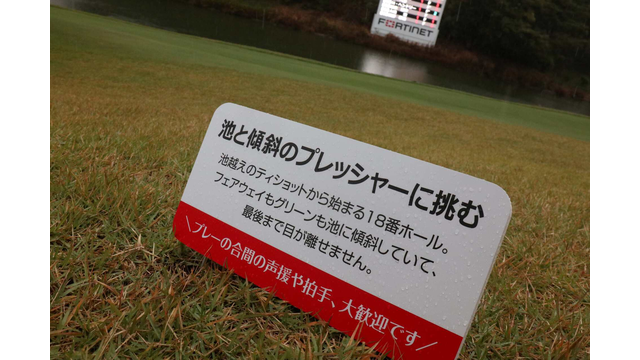 FORTINET
池と傾斜のプレッシャーに挑む
池越えのティショットから始まる18番ホール。
フェアウェイもグリーンも池に傾斜していて、
最後まで目が離せません。
\プレーの合間の声援や拍手、大歓迎です/